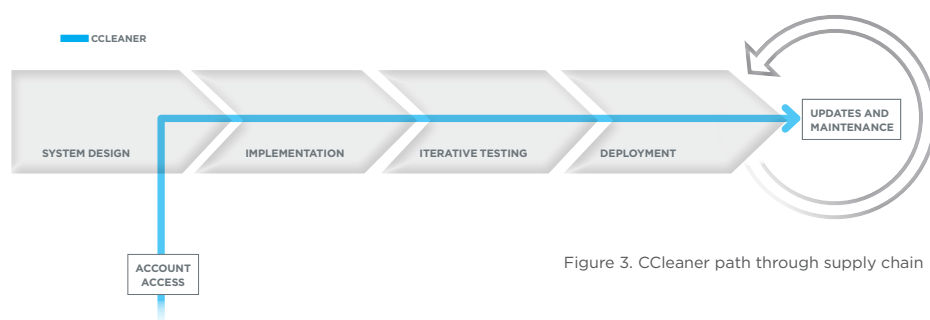 CCLEANER
SYSTEM DESIGN
IMPLEMENTATION
ITERATIVE TESTING
DEPLOYMENT
UPDATES AND
MAINTENANCE
ACCOUNT
ACCESS
Figure 3. CCleaner path through supply chain